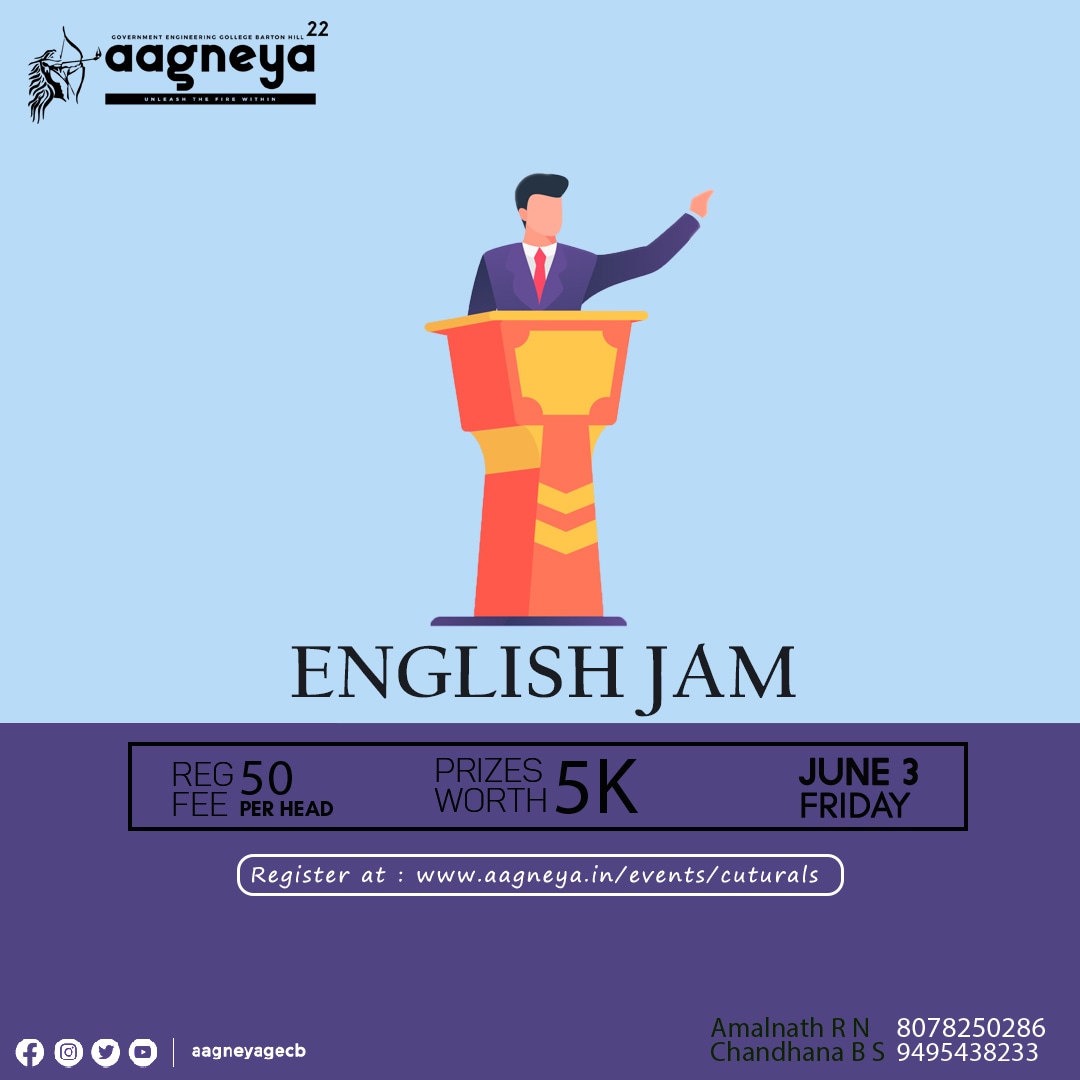 GOVERNMENT ENGINEERING COLLEGE BARTON HILL
aagneya 22
UNLEASH THE FIRE WITHIN
ENGLISH JAM
REG FEE 50 PER HEAD
PRIZES WORTH 5K
JUNE 3
FRIDAY
Register at : www.aagneya.in/events/cuturals
aagneyagecb
Amalnath R N 8078250286
Chandhana B S 9495438233